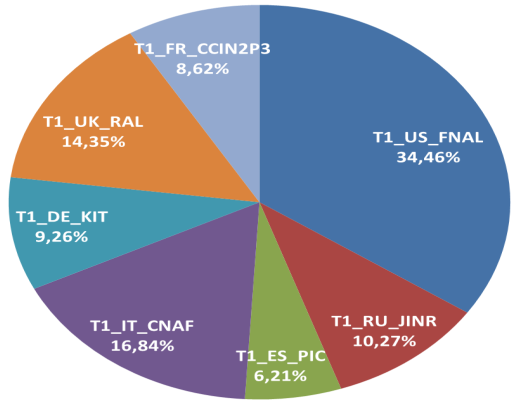 T1_FR_CCIN2P3
8,62%
T1_US_FNAL
34,46%
T1_UK_RAL
14,35%
T1_DE_KIT
9,26%
T1_IT_CNAF
16,84%
T1_ES_PIC
6,21%
T1_RU_JINR
10,27%